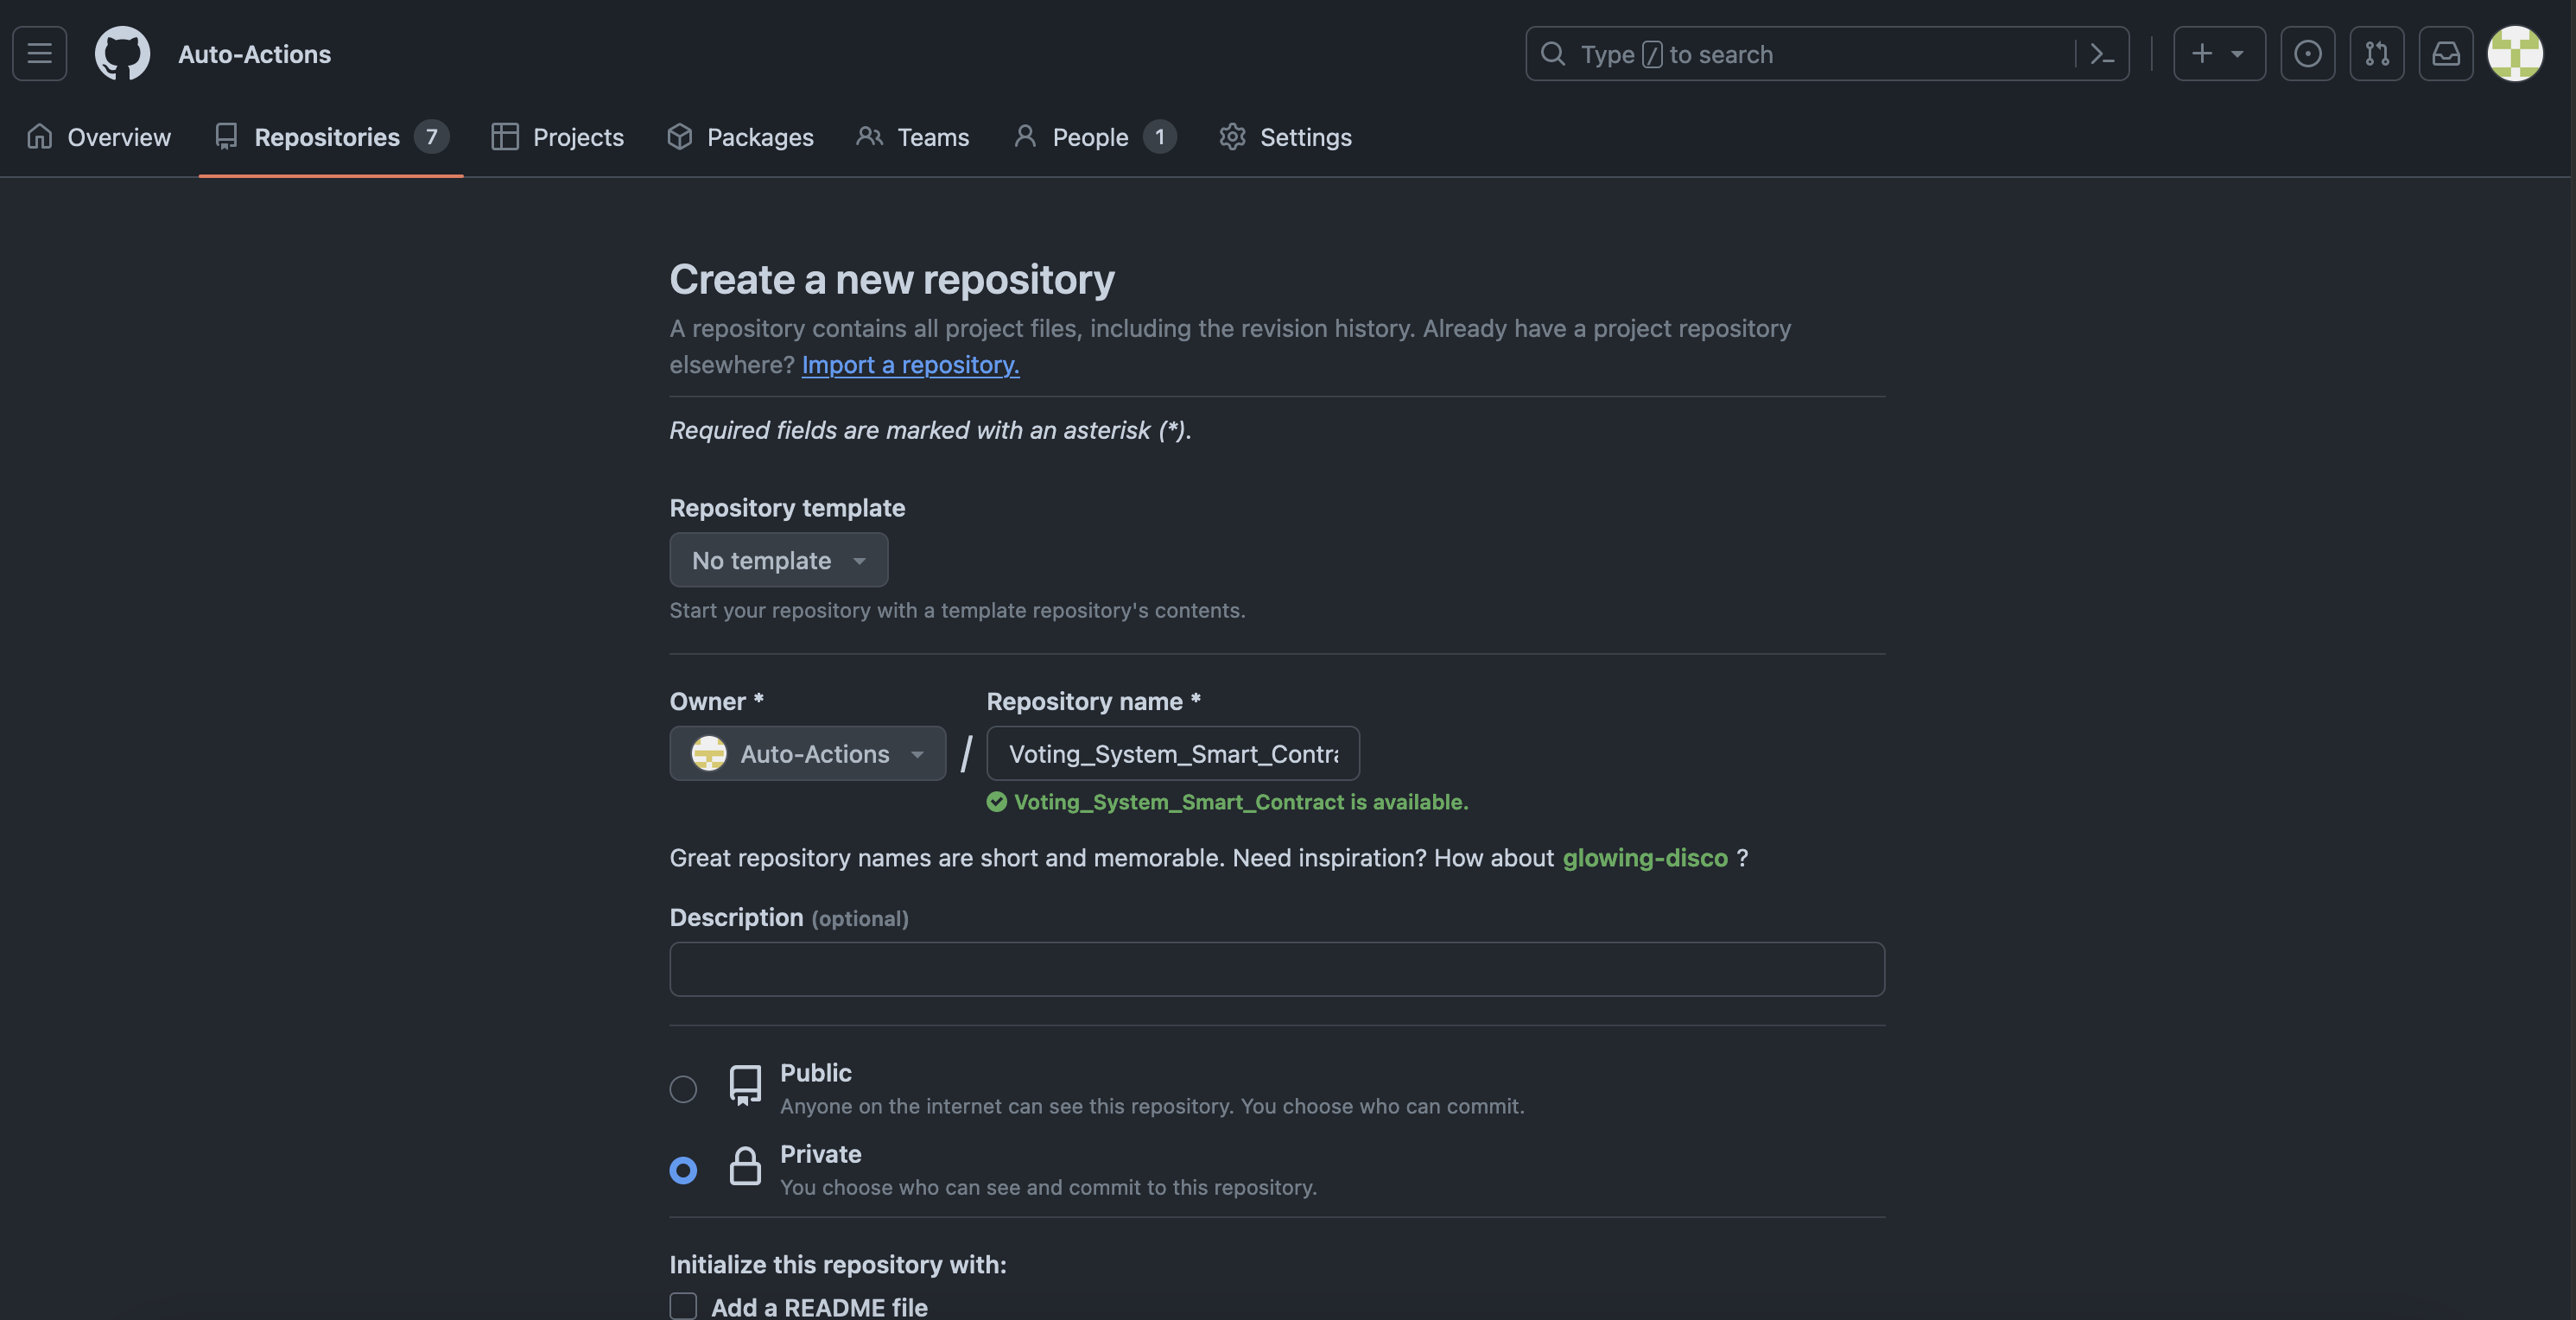 Auto-Actions
Type / to search
Overview
Repositories 7
Projects
Packages
Teams
People 1
Settings
Create a new repository
A repository contains all project files, including the revision history. Already have a project repository
elsewhere? Import a repository.
Required fields are marked with an asterisk (*).
Repository template
No template
Start your repository with a template repository's contents.
Owner *
Repository name *
Auto-Actions
/
Voting_System_Smart_Contra
Voting_System_Smart_Contract is available.
Great repository names are short and memorable. Need inspiration? How about glowing-disco ?
Description (optional)
Public
Anyone on the internet can see this repository. You choose who can commit.
Private
You choose who can see and commit to this repository.
Initialize this repository with:
Add a README file